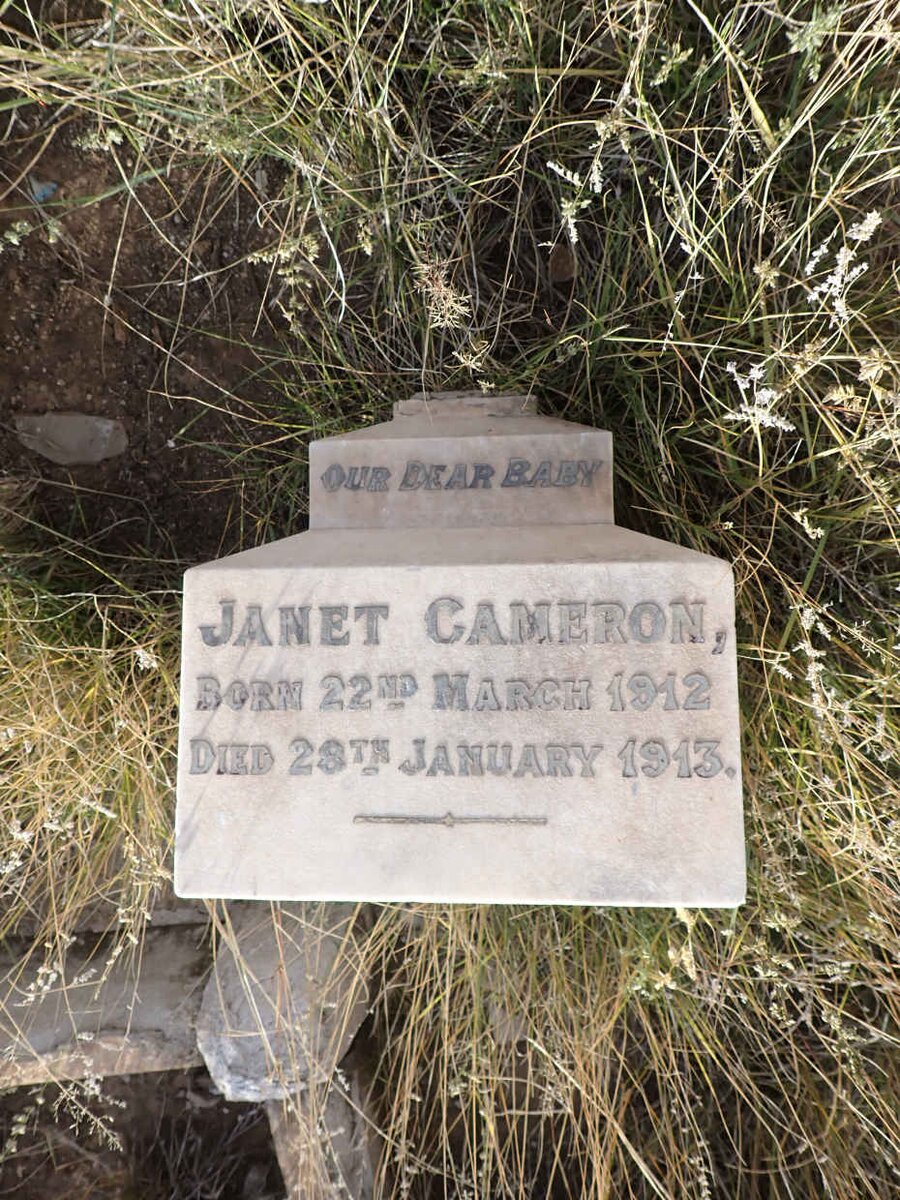 OUR DEAR BABY
JANET CAMERON,
BORN 22ND MARCH 1912
DIED 28TH JANUARY 1913.